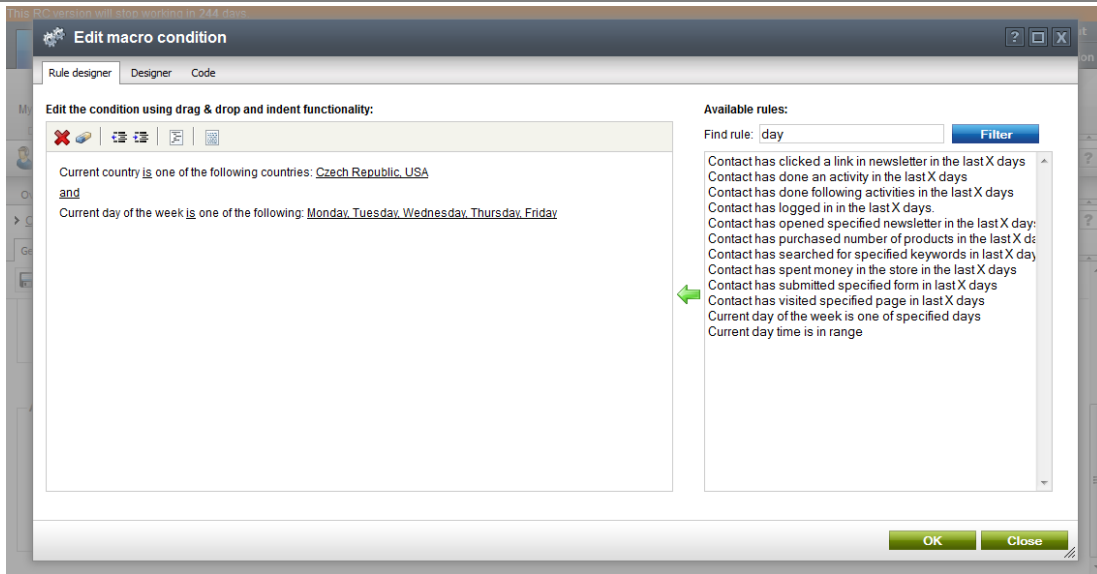 This RC version will stop working in 244 days
Edit macro condition
? X
Rule designer Designer Code
My
Edit the condition using drag & drop and indent functionality:
Available rules:
Find rule: day Filter
Current country is one of the following countries: Czech Republic, USA
and
Current day of the week is one of the following: Monday, Tuesday, Wednesday, Thursday, Friday
Contact has clicked a link in newsletter in the last X days
Contact has done an activity in the last X days
Contact has done following activities in the last X days
Contact has logged in in the last X days.
Contact has opened specified newsletter in the last X day
Contact has purchased number of products in the last X da
Contact has searched for specified keywords in last X day
Contact has spent money in the store in the last X days
Contact has submitted specified form in last X days
Contact has visited specified page in last X days
Current day of the week is one of specified days
Current day time is in range
OK Close